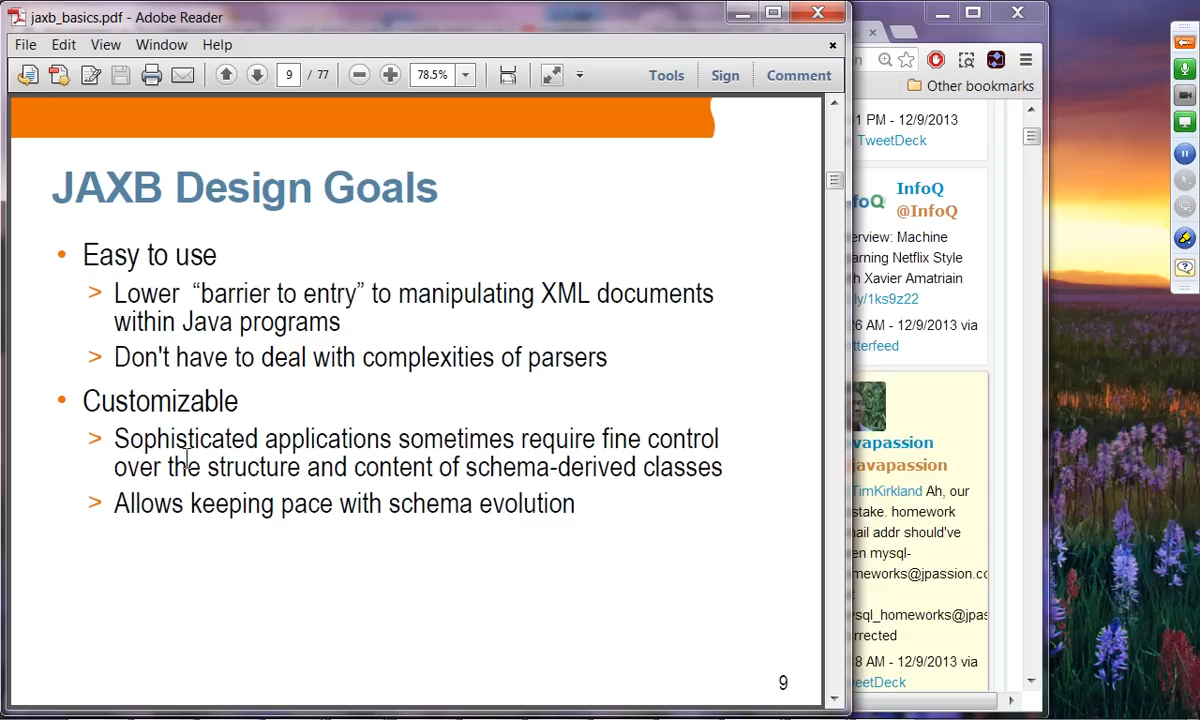 jaxb_basics.pdf - Adobe Reader
File Edit View Window Help
9 / 77
78.5%
Tools Sign Comment
JAXB Design Goals
• Easy to use
> Lower “barrier to entry” to manipulating XML documents
within Java programs
> Don't have to deal with complexities of parsers
• Customizable
> Sophisticated applications sometimes require fine control
over the structure and content of schema-derived classes
> Allows keeping pace with schema evolution
9
Other bookmarks
1 PM - 12/9/2013
TweetDeck
InfoQ
@InfoQ
erview: Machine
arning Netflix Style
h Xavier Amatriain
ly/1ks9z22
26 AM - 12/9/2013 via
tterfeed
vapassion
avapassion
TimKirkland Ah, our
stake. homework
ail addr should've
en mysql-
meworks@jpassion.cc
ysql_homeworks@jpas
rrected
8 AM - 12/9/2013 via
weetDeck